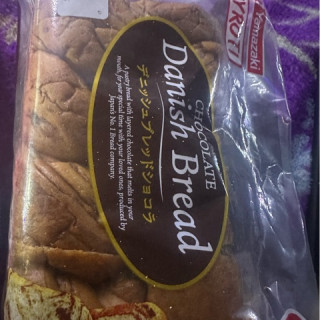 Yamazaki
CHOCOLATE
Danish Bread
デニッシュブレッドショコラ
A pastry bread with layered chocolate that melts in your
mouth, for your special time with your loved ones, produced by
Japan's No. 1 Bread company.